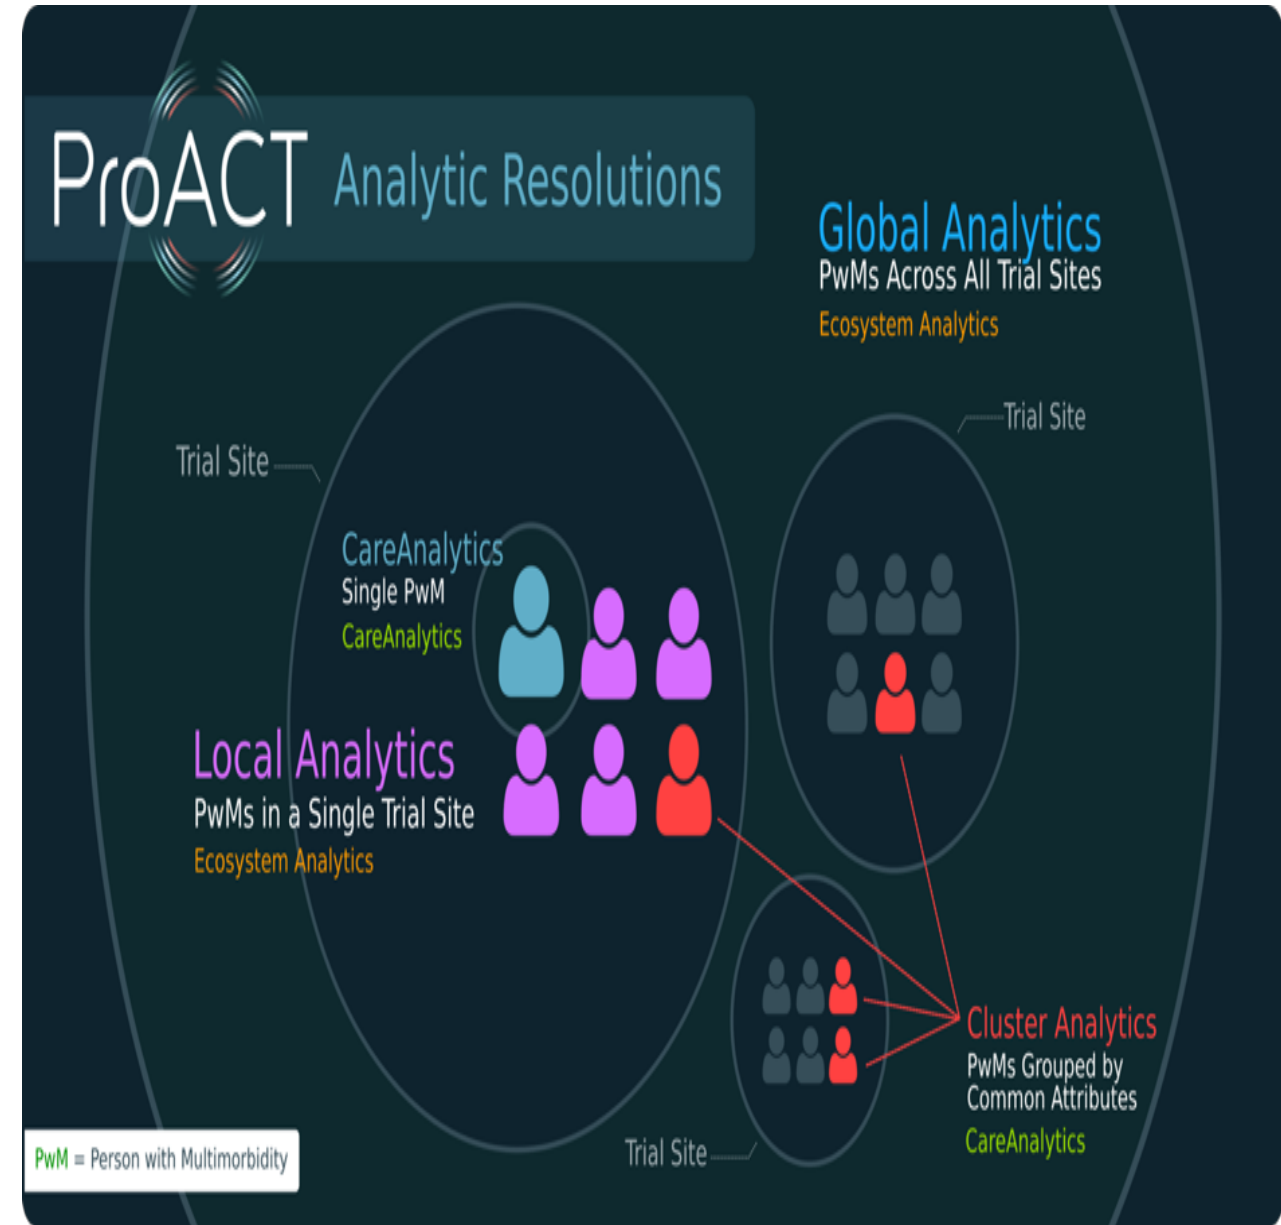 ProACT Analytic Resolutions
Global Analytics
PwMs Across All Trial Sites
Ecosystem Analytics
Trial Site
Trial Site
CareAnalytics
Single PwM
CareAnalytics
Local Analytics
PwMs in a Single Trial Site
Ecosystem Analytics
Cluster Analytics
PwMs Grouped by
Common Attributes
CareAnalytics
Trial Site
PwM = Person with Multimorbidity